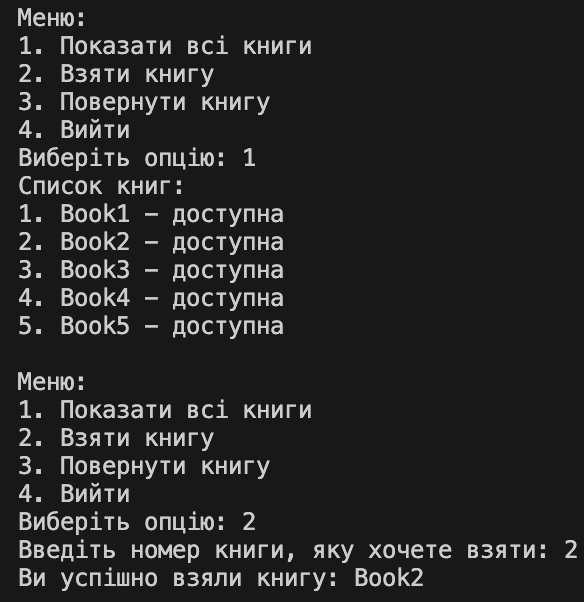 Меню:
1. Показати всі книги
2. Взяти книгу
3. Повернути книгу
4. Вийти
Виберіть опцію: 1
Список книг:
1. Book1 – доступна
2. Book2 – доступна
3. Book3 – доступна
4. Book4 – доступна
5. Book5 – доступна
Меню:
1. Показати всі книги
2. Взяти книгу
3. Повернути книгу
4. Вийти
Виберіть опцію: 2
Введіть номер книги, яку хочете взяти: 2
Ви успішно взяли книгу: Book2